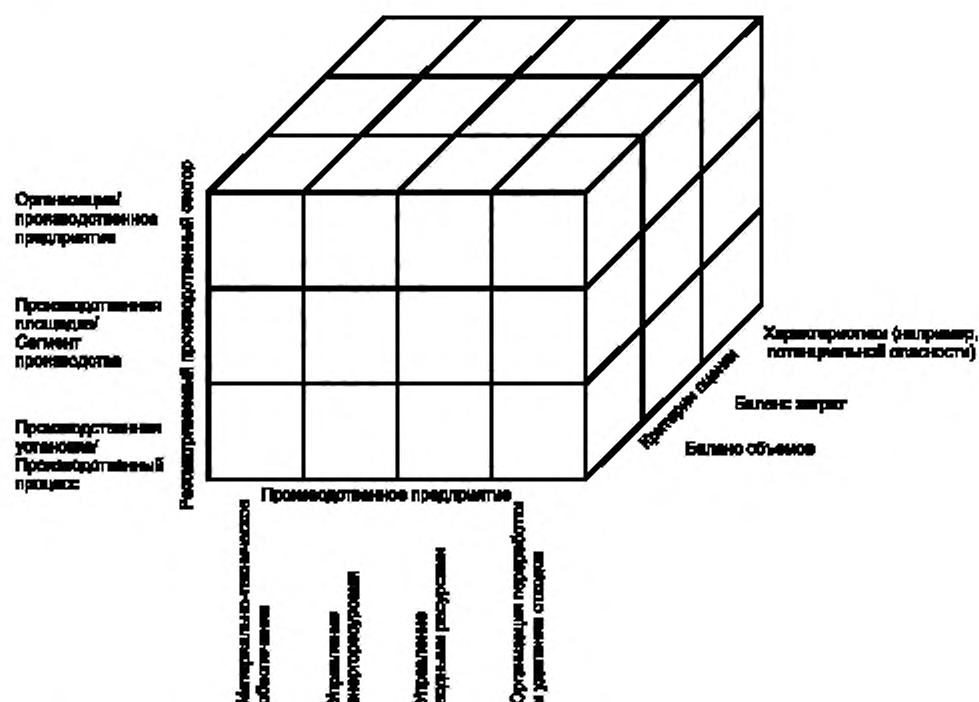 Организация/
производственное
предприятие
Производственная
площадка/
Сегмент
производства
Производственная
установка/
Производственный
процесс
Рассматриваемый производственный сектор
Производственное предприятие
Материально-техническое
обеспечение
Управление
энергоресурсами
Управление
водными ресурсами
Организация переработки
и удаления отходов
Критерии оценки
Характеристики (например,
потенциальной опасности)
Баланс затрат
Баланс объемов